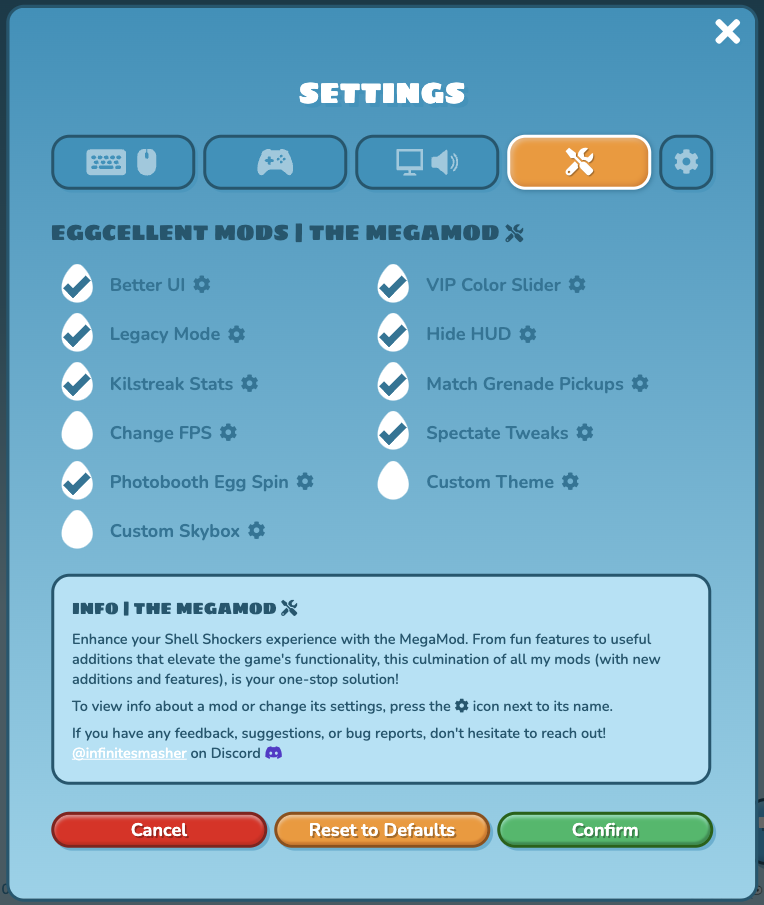 SETTINGS
EGGCELLENT MODS | THE MEGAMOD
Better UI
VIP Color Slider
Legacy Mode
Hide HUD
Kilstreak Stats
Match Grenade Pickups
Change FPS
Spectate Tweaks
Photobooth Egg Spin
Custom Theme
Custom Skybox
INFO | THE MEGAMOD
Enhance your Shell Shockers experience with the MegaMod. From fun features to useful
additions that elevate the game's functionality, this culmination of all my mods (with new
additions and features), is your one-stop solution!
To view info about a mod or change its settings, press the icon next to its name.
If you have any feedback, suggestions, or bug reports, don't hesitate to reach out!
@infinitesmasher on Discord
Cancel
Reset to Defaults
Confirm